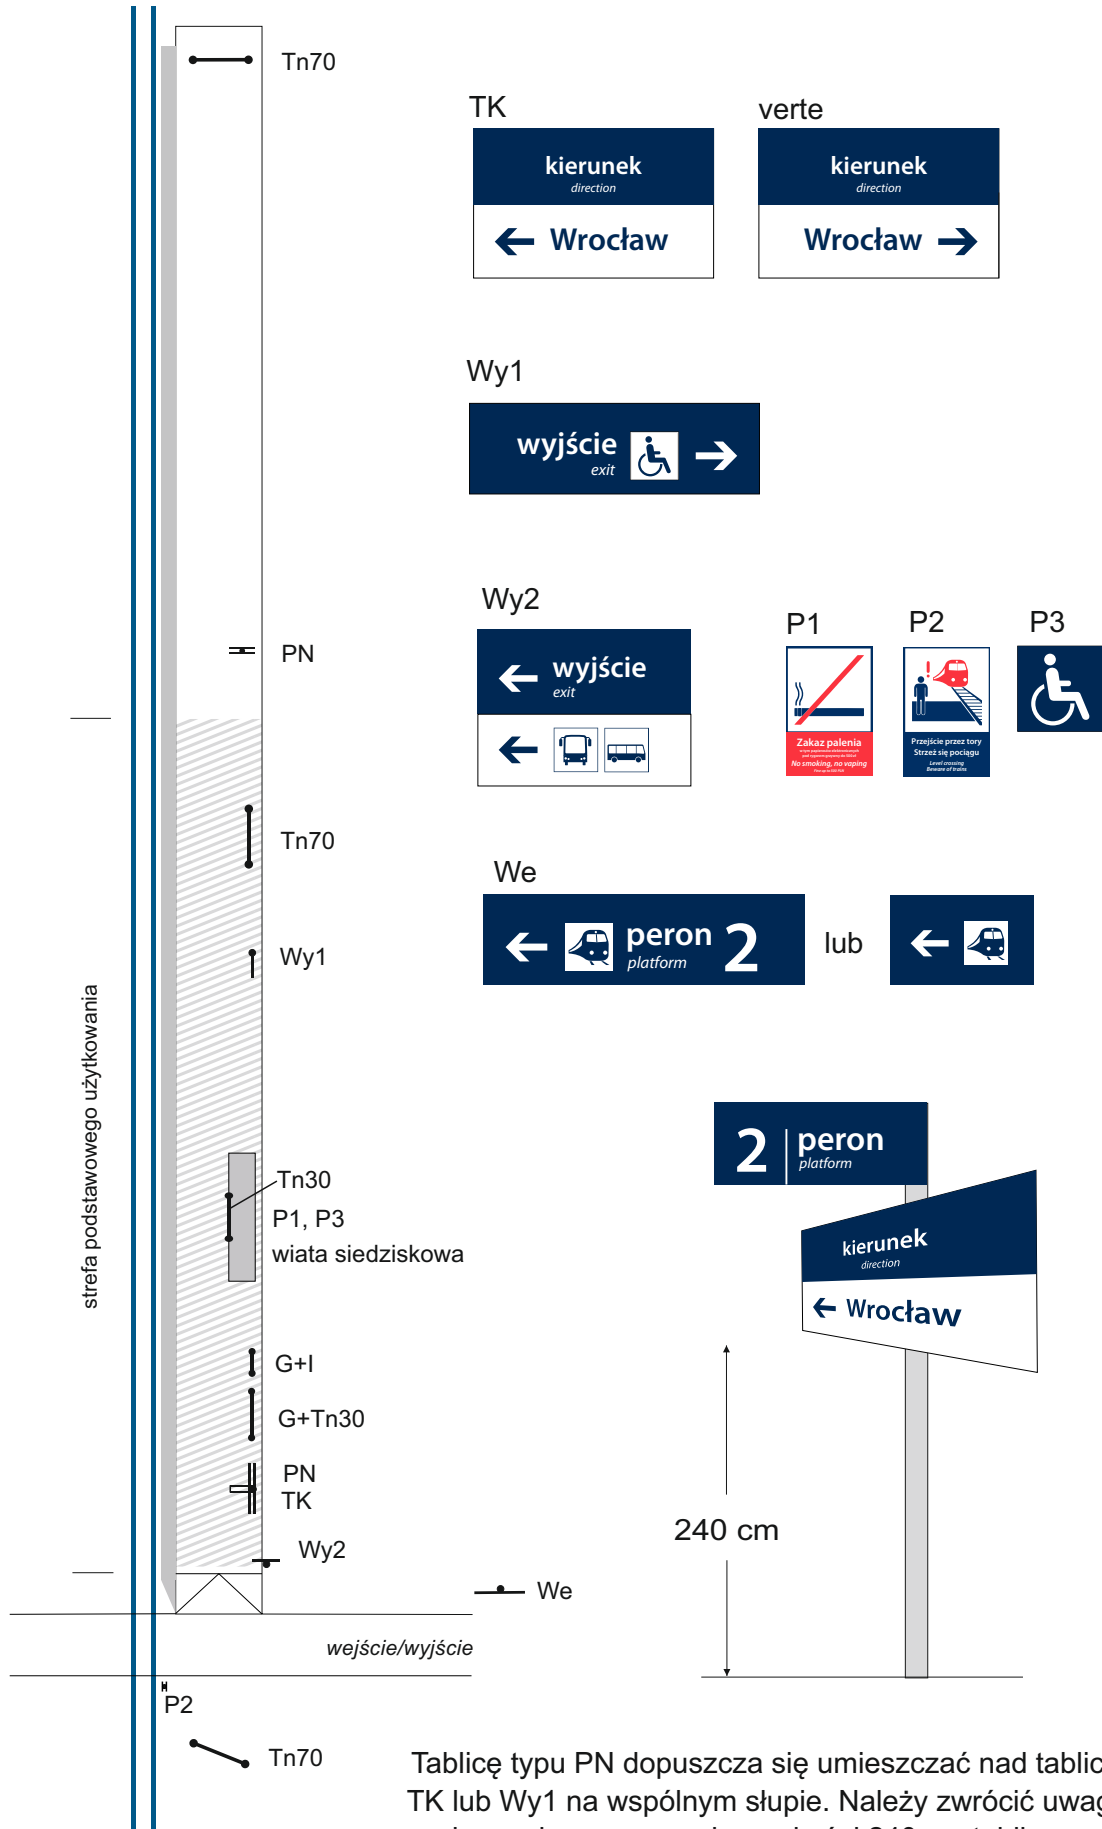 Tn70
TK
kierunek
direction
← Wrocław
verte
kierunek
direction
Wrocław →
Wy1
wyjście
exit
→
PN
Wy2
← wyjście
exit
←
P1
Zakaz palenia
No smoking, no vaping
P2
!
Przejście przez tory
Strzeż się pociągu
Level crossing
Beware of trains
P3
Tn70
Wy1
We
← peron 2
platform
lub
←
strefa podstawowego użytkowania
2 | peron
platform
kierunek
direction
← Wrocław
240 cm
Tn30
P1, P3
wiata siedziskowa
G+I
G+Tn30
PN
TK
Wy2
We
wejście/wyjście
P2
Tn70
Tablicę typu PN dopuszcza się umieszczać nad tablic
TK lub Wy1 na wspólnym słupie. Należy zwrócić uwag